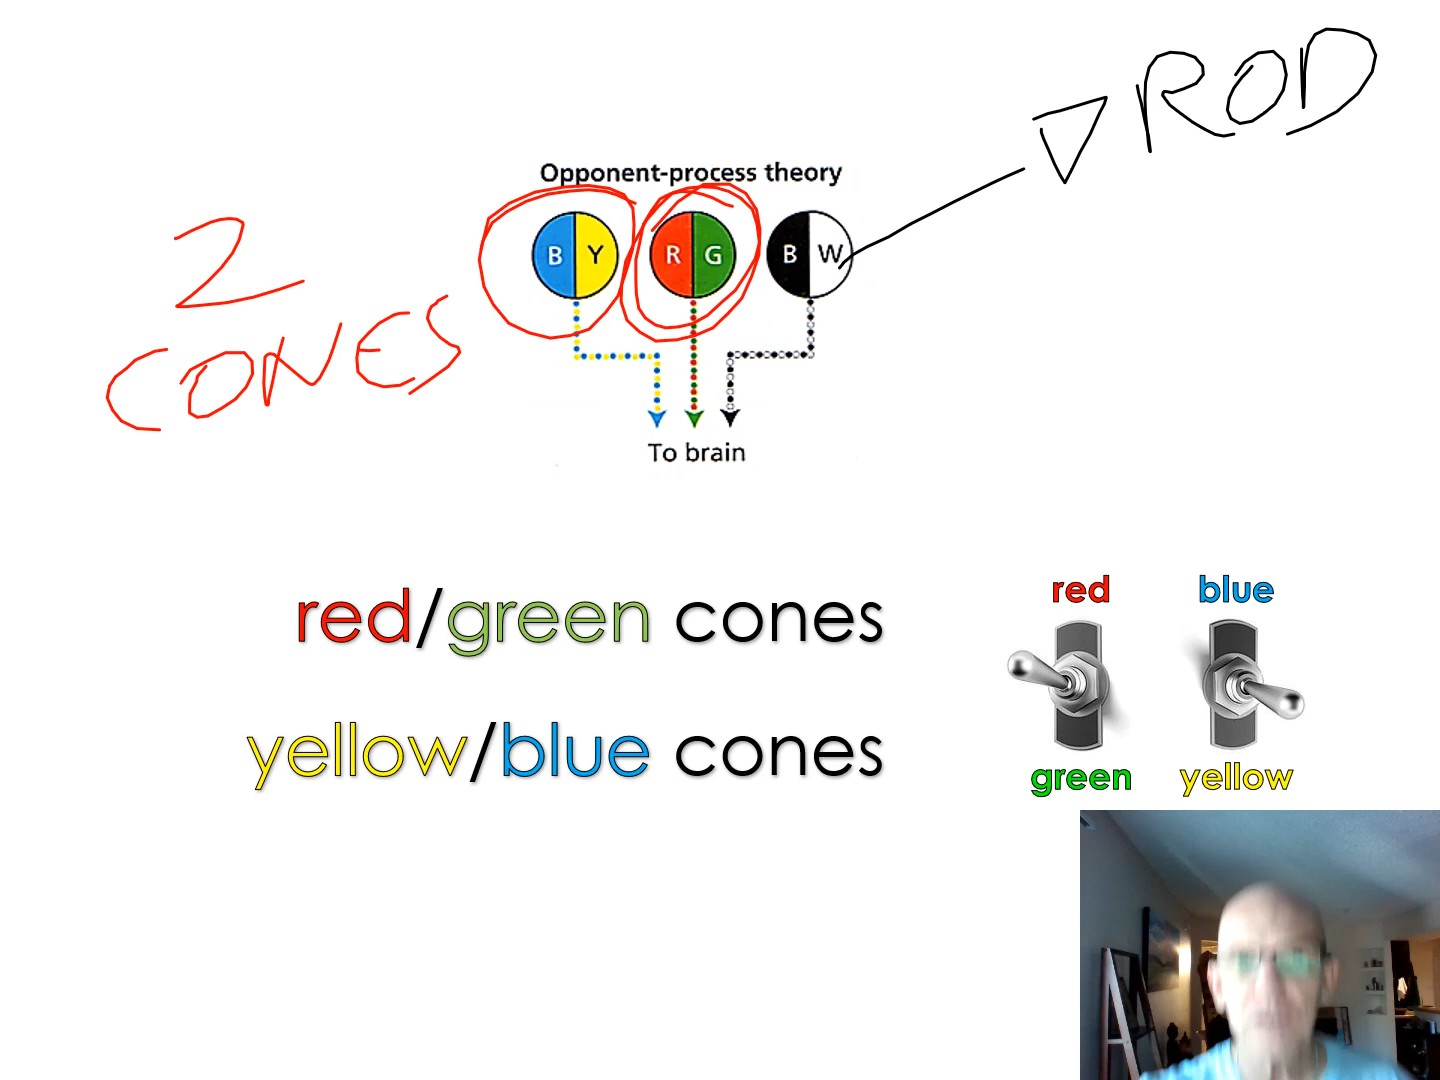 ROD
Opponent-process theory
B Y R G B W
2
CONES
To brain
red/green cones
yellow/blue cones
red blue
green yellow